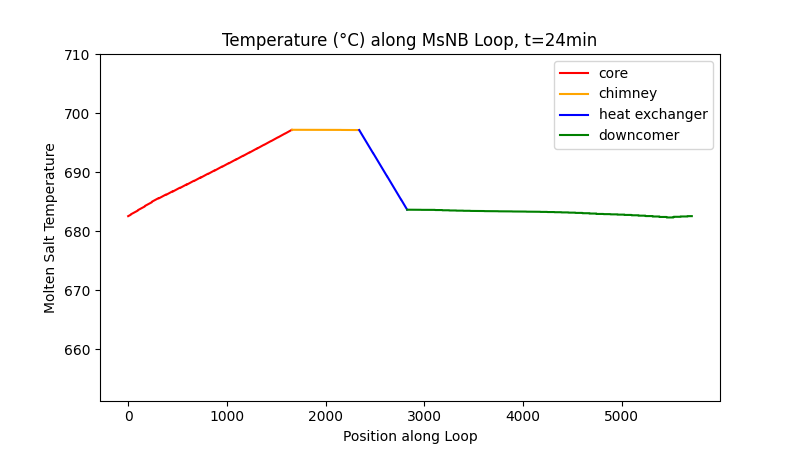 Temperature (°C) along MsNB Loop, t=24min
710
700
690
680
670
660
Molten Salt Temperature
core
chimney
heat exchanger
downcomer
0 1000 2000 3000 4000 5000
Position along Loop